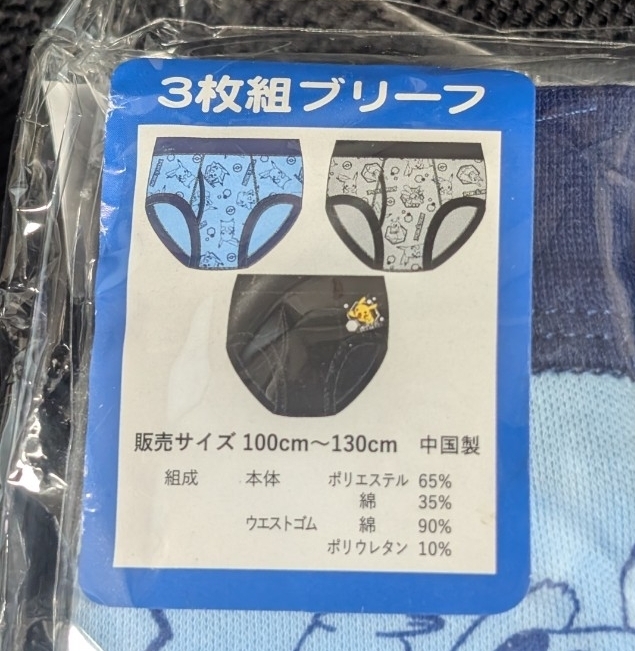 3枚組ブリーフ
販売サイズ 100cm～130cm 中国製
組成 本体 ポリエステル 65%
綿 35%
ウエストゴム 綿 90%
ポリウレタン 10%